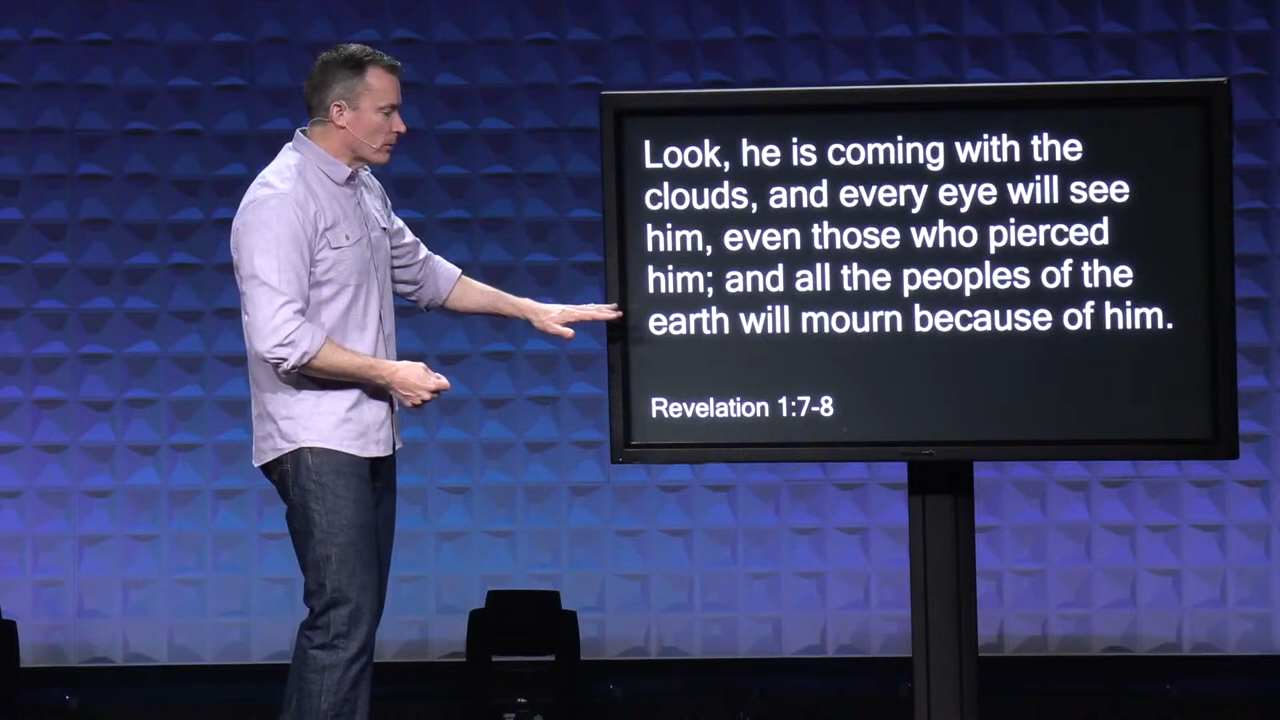 Look, he is coming with the
clouds, and every eye will see
him, even those who pierced
him; and all the peoples of the
earth will mourn because of him.
Revelation 1:7-8